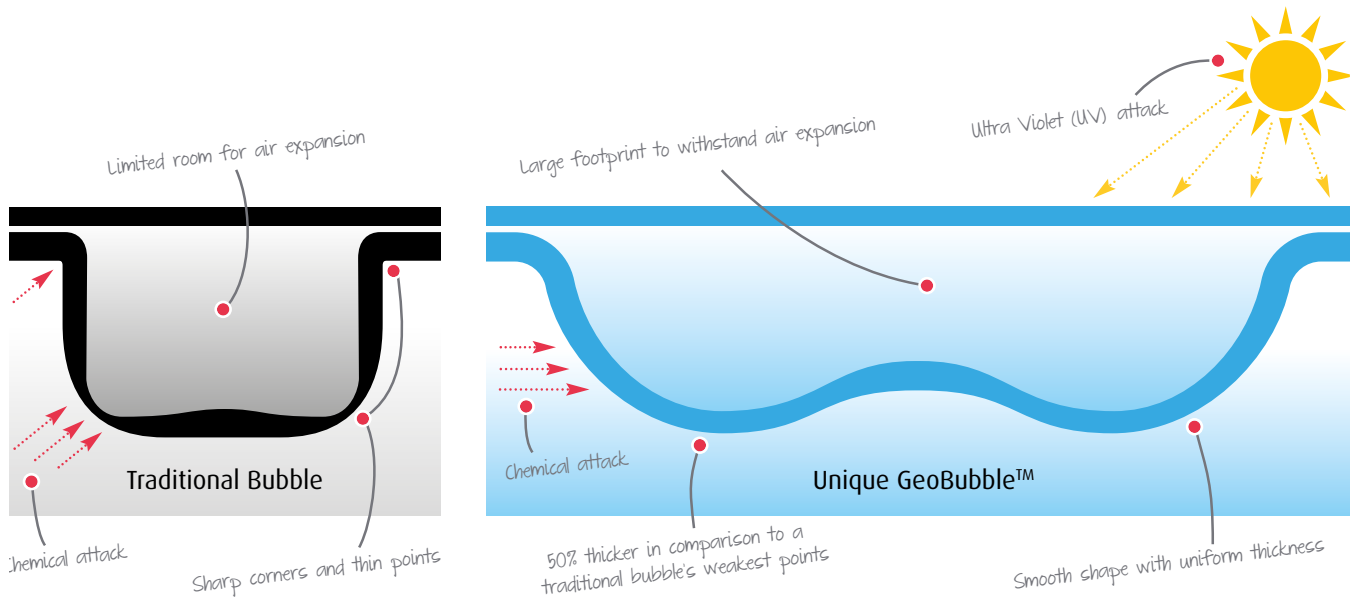 Limited room for air expansion
Chemical attack
Sharp corners and thin points
Traditional Bubble
Ultra Violet (UV) attack
Large footprint to withstand air expansion
Chemical attack
50% thicker in comparison to a
traditional bubble's weakest points
Smooth shape with uniform thickness
Unique GeoBubble™